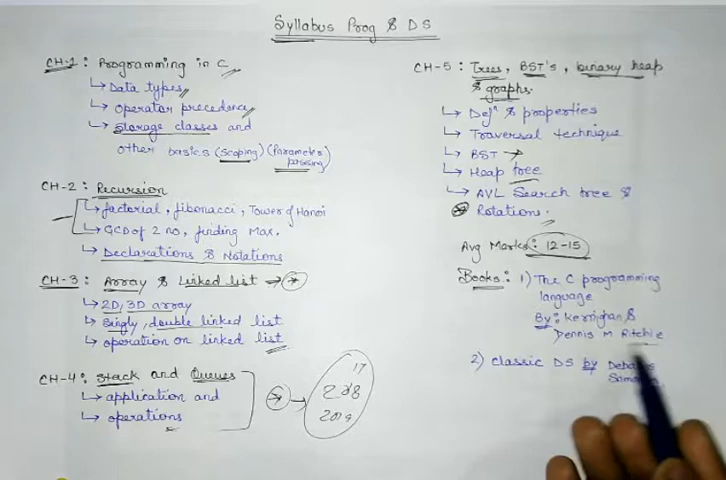 Syllabus Prog & DS
CH-1: Programming in C
↳ Data types
↳ operator precedency
↳ Storage classes and
other basics (Scoping) (Parameter
passing)
CH-2: Recursion
↳ factorial, fibonacci, Tower of Hanoi
↳ GCD of 2 no, finding Max.
↳ Declarations & Notations
CH-3: Array & Linked list →
↳ 2D, 3D array
↳ Singly, double linked list
↳ operation on linked list
CH-4: Stack and Queues
↳ application and
↳ operations
17
2019
CH-5: Trees, BST's, binary heap
& graphs.
↳ Defn & properties
↳ Traversal technique
↳ BST →
↳ Heap tree
↳ AVL Search tree &
Rotations.
Avg Marks: 12-15
Books: 1) The C programming
language
By: Kernighan &
Dennis M Ritchie
2) Classic DS by